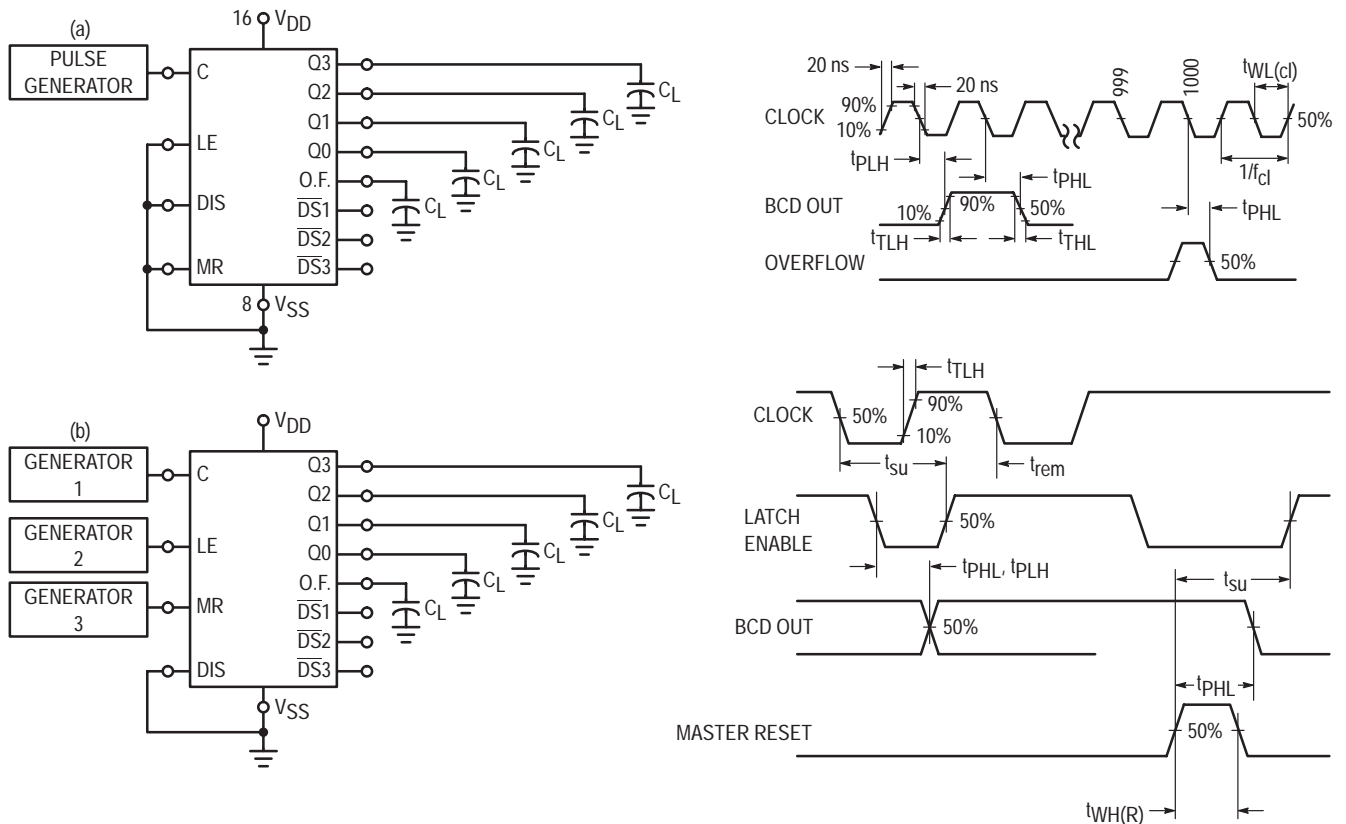 (a)
PULSE
GENERATOR
16 VDD
C
LE
DIS
MR
Q3
Q2
Q1
Q0
O.F.
DS1
DS2
DS3
CL
CL
CL
CL
CL
8 VSS
20 ns
20 ns
999
1000
tWL(cl)
90%
CLOCK
10%
50%
tPLH
tPHL
1/fcl
BCD OUT
10%
90%
50%
tPHL
tTLH
tTHL
OVERFLOW
50%
(b)
GENERATOR
1
GENERATOR
2
GENERATOR
3
VDD
C
LE
MR
DIS
Q3
Q2
Q1
Q0
O.F.
DS1
DS2
DS3
CL
CL
CL
CL
CL
VSS
tTLH
CLOCK
50%
90%
10%
tsu
trem
LATCH
ENABLE
50%
tPHL, tPLH
tsu
BCD OUT
50%
tPHL
MASTER RESET
50%
tWH(R)